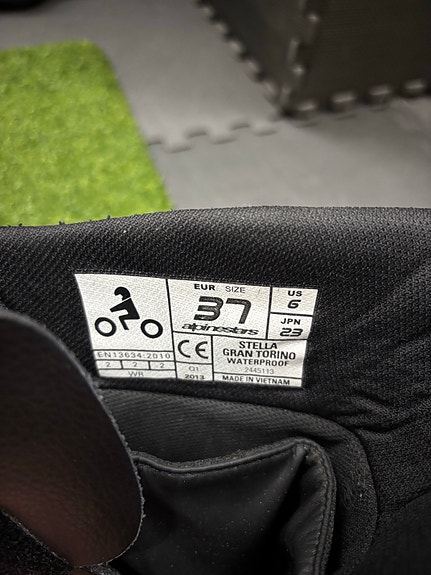 EUR SIZE
37
alpinestars
US
6
JPN
23
EN13634:2010
2 2 2
WR
CE
01
2013
STELLA
GRAN TORINO
WATERPROOF
2445113
MADE IN VIETNAM